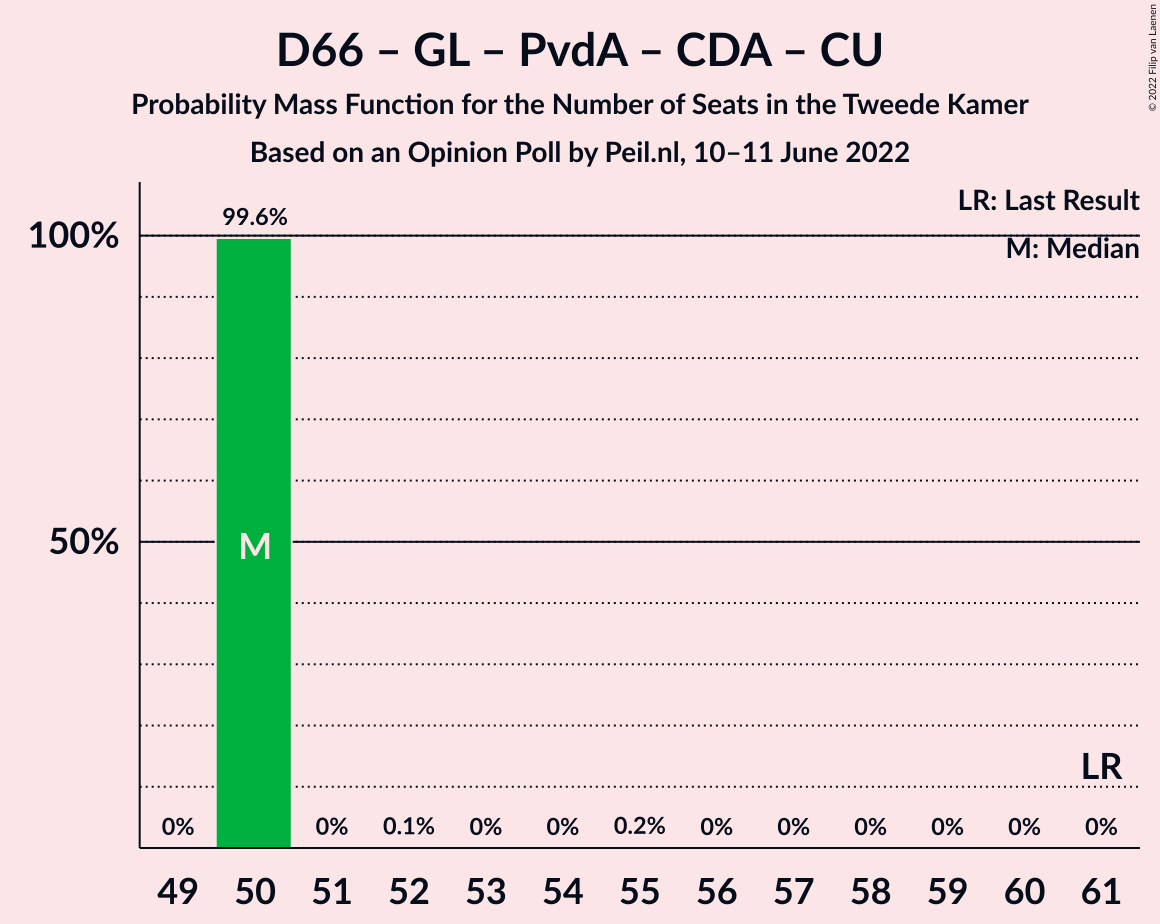 D66 – GL – PvdA – CDA – CU
Probability Mass Function for the Number of Seats in the Tweede Kamer
Based on an Opinion Poll by Peil.nl, 10–11 June 2022
© 2022 Filip van Laenen
LR: Last Result
M: Median
99.6%
100%
50%
M
LR
0% 0% 0.1% 0% 0% 0.2% 0% 0% 0% 0% 0% 0%
49 50 51 52 53 54 55 56 57 58 59 60 61